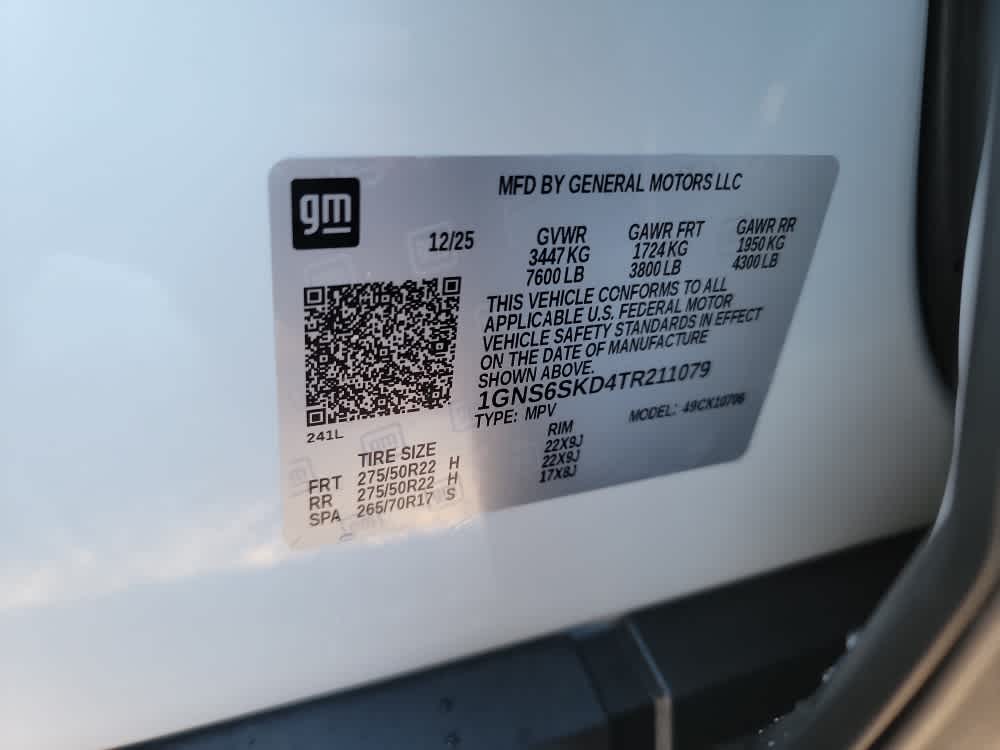 gm
MFD BY GENERAL MOTORS LLC
12/25
GVWR
3447 KG
7600 LB
GAWR FRT
1724 KG
3800 LB
GAWR RR
1950 KG
4300 LB
THIS VEHICLE CONFORMS TO ALL
APPLICABLE U.S. FEDERAL MOTOR
VEHICLE SAFETY STANDARDS IN EFFECT
ON THE DATE OF MANUFACTURE
SHOWN ABOVE.
1GNS6SKD4TR211079
TYPE: MPV
MODEL: 49CK10706
241L
TIRE SIZE
RIM
FRT 275/50R22 H 22X9J
RR 275/50R22 H 22X9J
SPA 265/70R17 S 17X8J